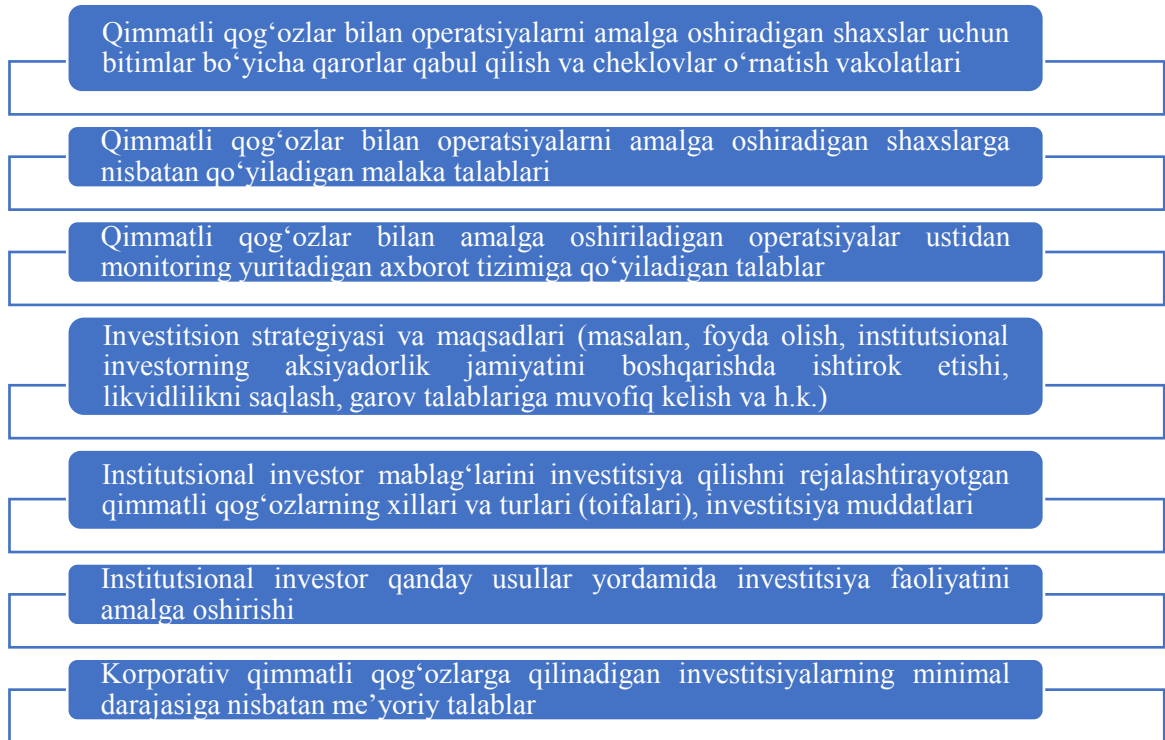 Qimmatli qog‘ozlar bilan operatsiyalarni amalga oshiradigan shaxslar uchun
bitimlar bo‘yicha qarorlar qabul qilish va cheklovlar o‘rnatish vakolatlari
Qimmatli qog‘ozlar bilan operatsiyalarni amalga oshiradigan shaxslarga
nisbatan qo‘yiladigan malaka talablari
Qimmatli qog‘ozlar bilan amalga oshiriladigan operatsiyalar ustidan
monitoring yuritadigan axborot tizimiga qo‘yiladigan talablar
Investitsion strategiyasi va maqsadlari (masalan, foyda olish, institutsional
investorning aksiyadorlik jamiyatini boshqarishda ishtirok etishi,
likvidlilikni saqlash, garov talablariga muvofiq kelish va h.k.)
Institutsional investor mablag‘larini investitsiya qilishni rejalashtirayotgan
qimmatli qog‘ozlarning xillari va turlari (toifalari), investitsiya muddatlari
Institutsional investor qanday usullar yordamida investitsiya faoliyatini
amalga oshirishi
Korporativ qimmatli qog‘ozlarga qilinadigan investitsiyalarning minimal
darajasiga nisbatan me’yoriy talablar